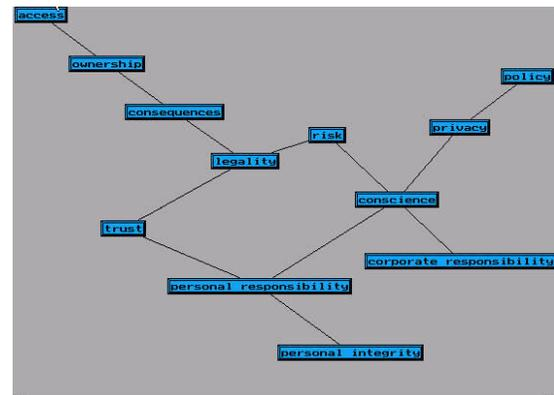 access
ownership
policy
consequences
privacy
risk
legality
conscience
trust
corporate responsibility
personal responsibility
personal integrity